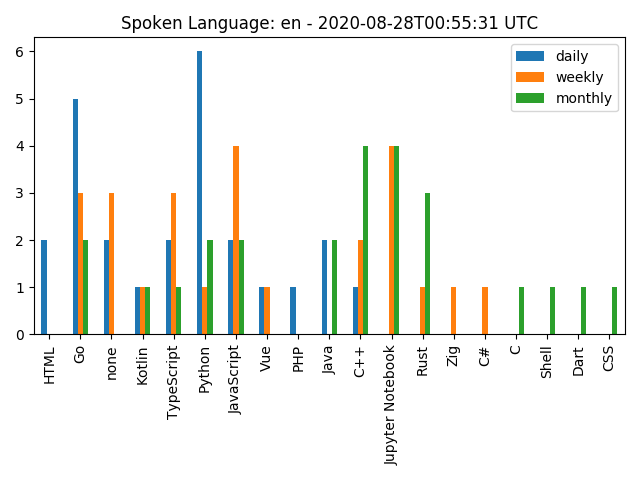 Spoken Language: en - 2020-08-28T00:55:31 UTC
daily
weekly
monthly
6
5
4
3
2
1
0
HTML
Go
none
Kotlin
TypeScript
Python
JavaScript
Vue
PHP
Java
C++
Jupyter Notebook
Rust
Zig
C#
C
Shell
Dart
CSS